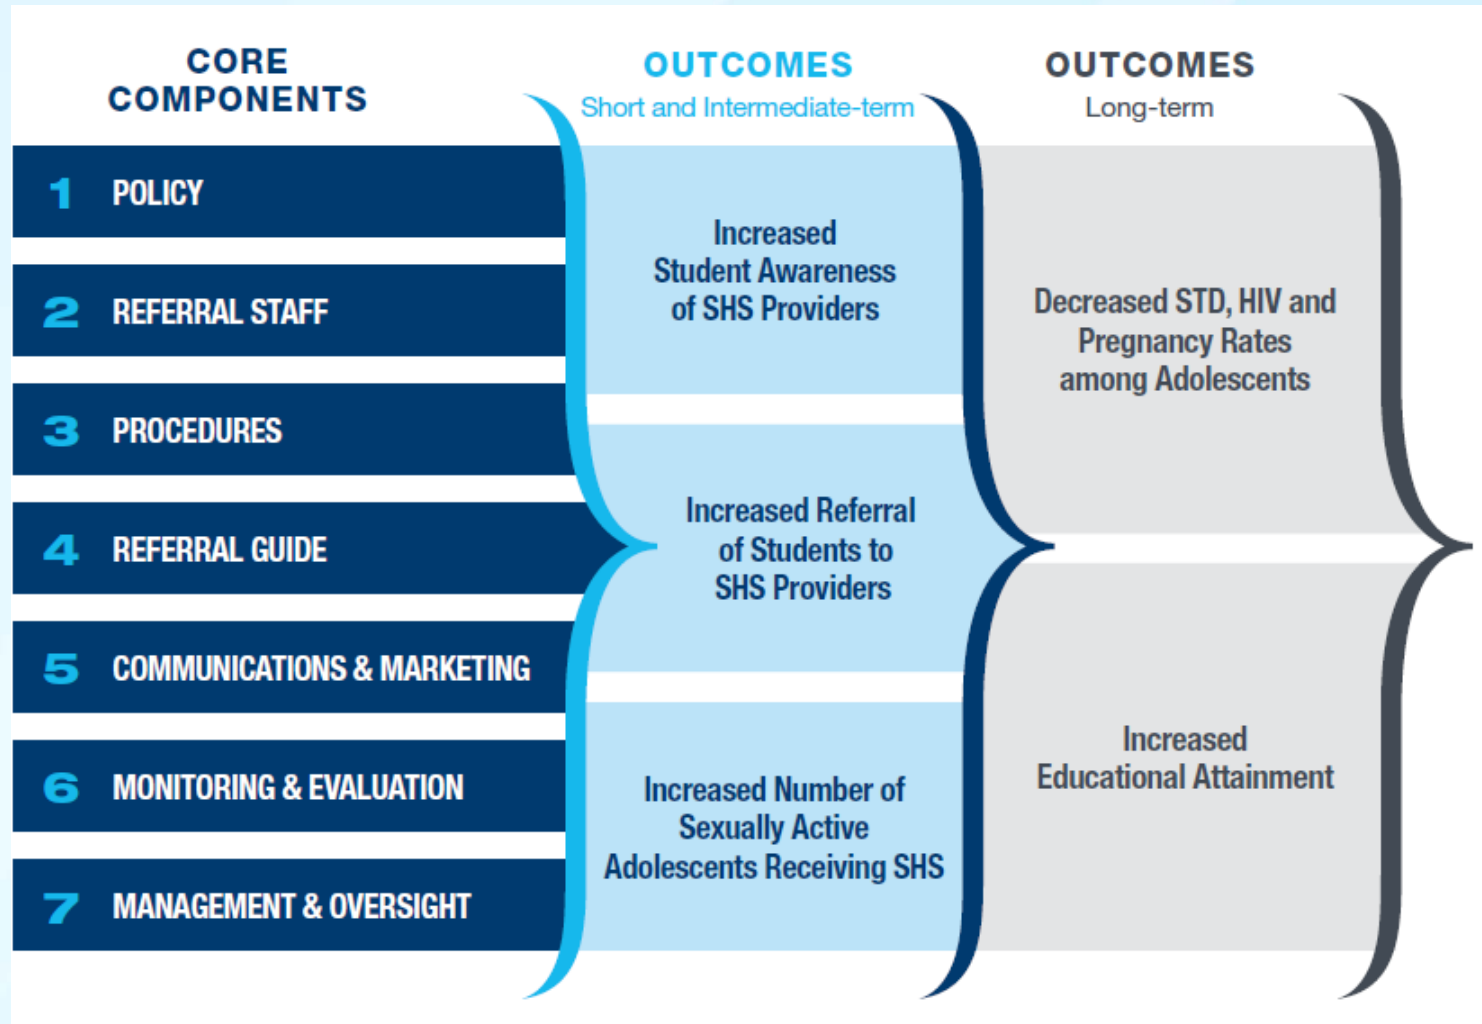 CORE
COMPONENTS
1 POLICY
2 REFERRAL STAFF
3 PROCEDURES
4 REFERRAL GUIDE
5 COMMUNICATIONS & MARKETING
6 MONITORING & EVALUATION
7 MANAGEMENT & OVERSIGHT
OUTCOMES
Short and Intermediate-term
Increased
Student Awareness
of SHS Providers
Increased Referral
of Students to
SHS Providers
Increased Number of
Sexually Active
Adolescents Receiving SHS
OUTCOMES
Long-term
Decreased STD, HIV and
Pregnancy Rates
among Adolescents
Increased
Educational Attainment